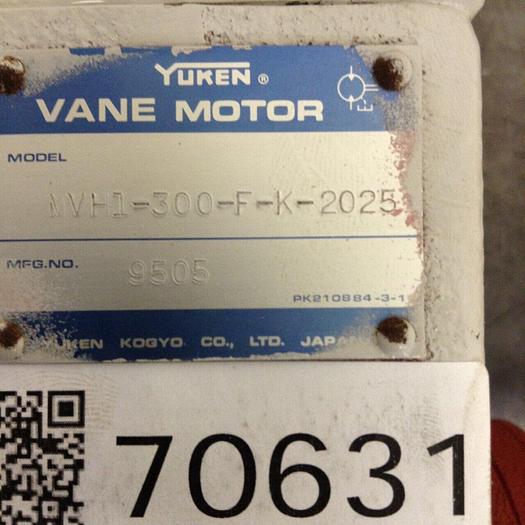 YUKEN ®
VANE MOTOR
MODEL
MVH1-300-F-K-2025
MFG.NO. 9505
PK210884-3-1
YUKEN KOGYO CO., LTD. JAPAN
70631